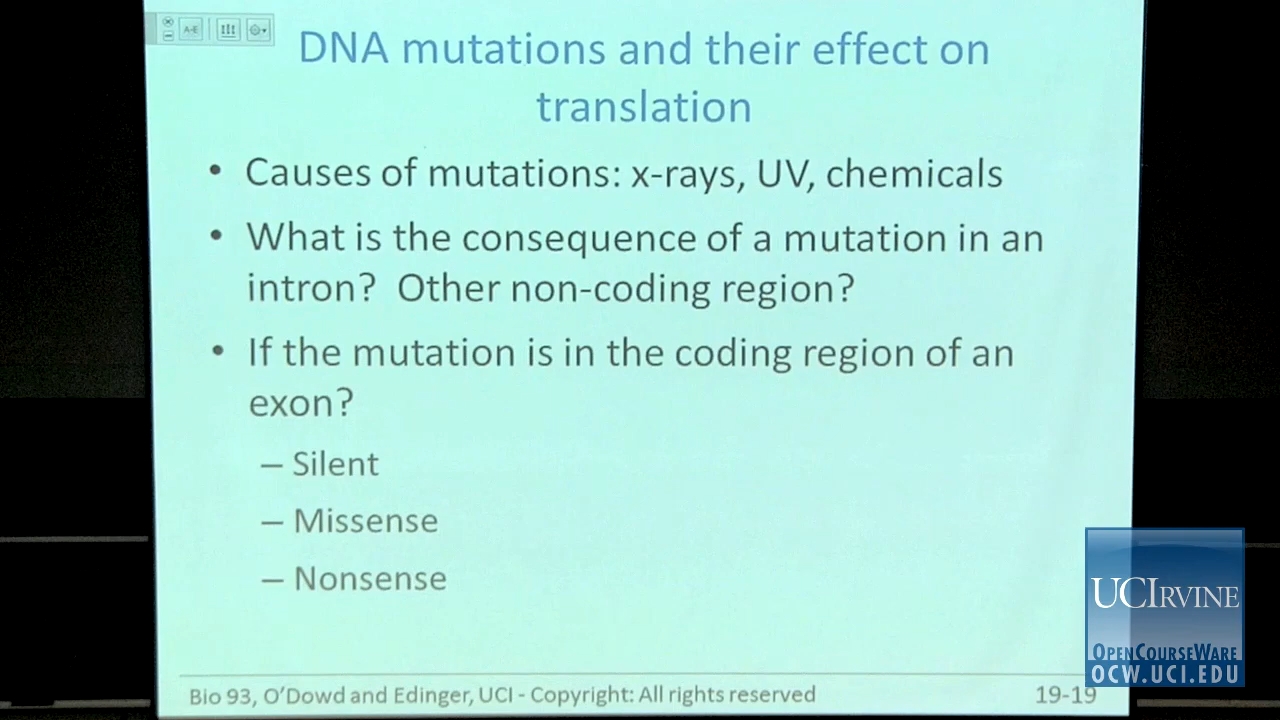 A-E
DNA mutations and their effect on
translation
• Causes of mutations: x-rays, UV, chemicals
• What is the consequence of a mutation in an
intron? Other non-coding region?
• If the mutation is in the coding region of an
exon?
– Silent
– Missense
– Nonsense
Bio 93, O'Dowd and Edinger, UCI - Copyright: All rights reserved
19-19
UCIRVINE
OPENCOURSEWARE
OCW.UCI.EDU